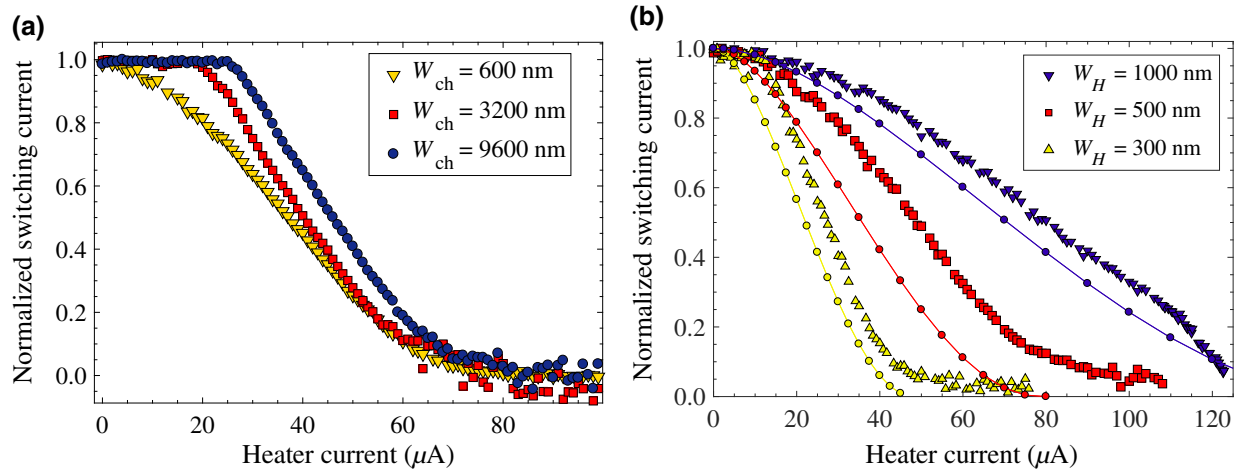 (a)
Normalized switching current
1.0
0.8
0.6
0.4
0.2
0.0
0
20
40
60
80
Heater current (μA)
W_ch = 600 nm
W_ch = 3200 nm
W_ch = 9600 nm
(b)
Normalized switching current
1.0
0.8
0.6
0.4
0.2
0.0
0
20
40
60
80
100
120
Heater current (μA)
W_H = 1000 nm
W_H = 500 nm
W_H = 300 nm